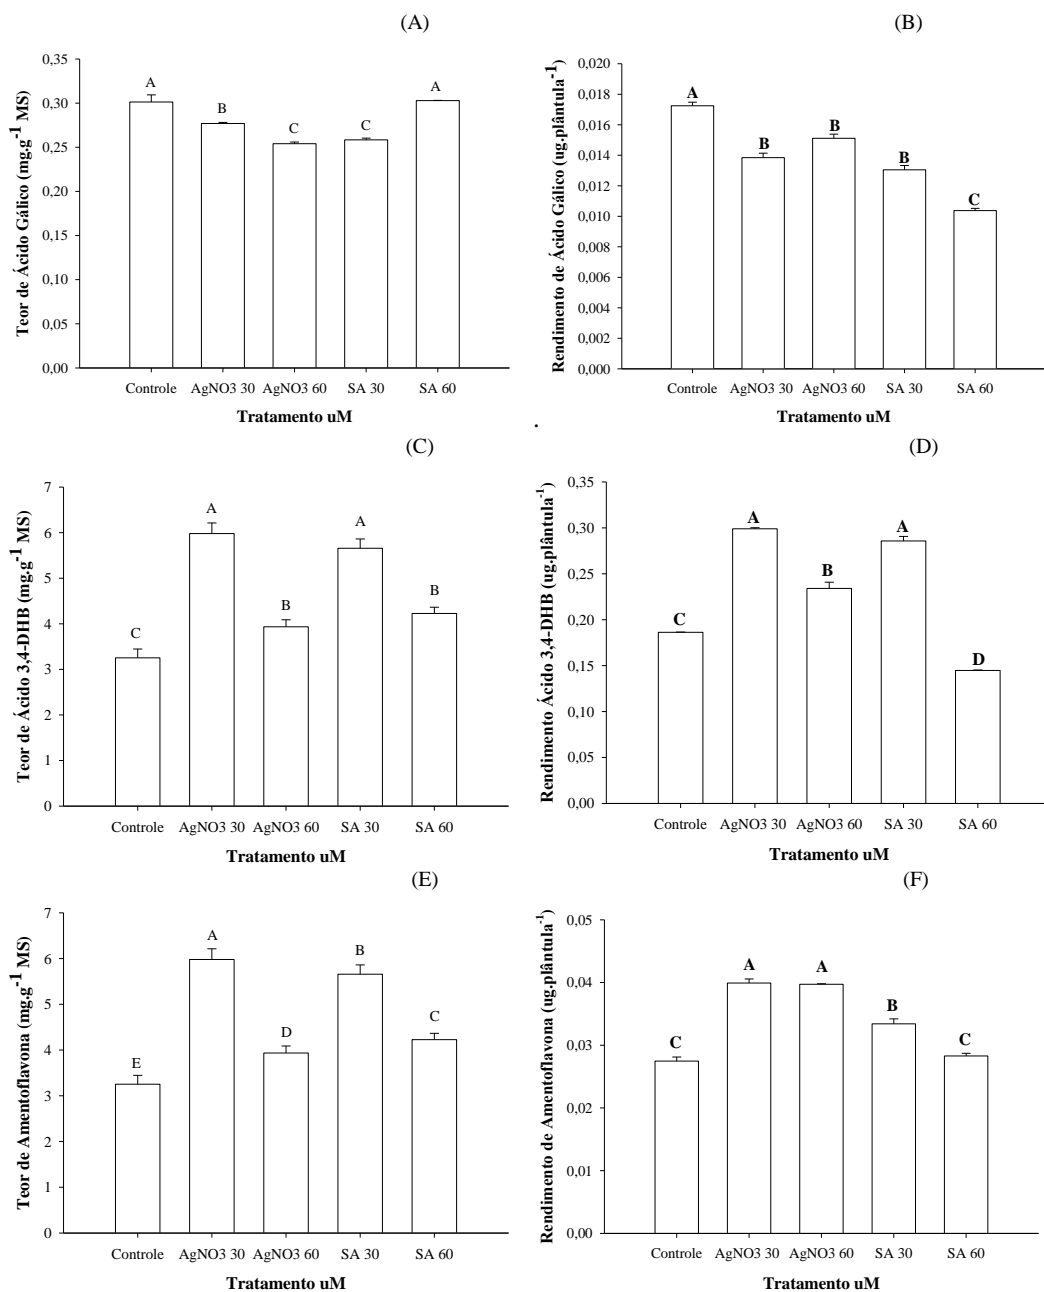 (A)
Teor de Ácido Gálico (mg.g-1 MS)
0,35
0,30
0,25
0,20
0,15
0,10
0,05
0,00
A
B
C
C
A
Controle AgNO3 30 AgNO3 60 SA 30 SA 60
Tratamento uM
(B)
Rendimento de Ácido Gálico (ug.plântula-1)
0,020
0,018
0,016
0,014
0,012
0,010
0,008
0,006
0,004
0,002
0,000
A
B
B
B
C
Controle AgNO3 30 AgNO3 60 SA 30 SA 60
Tratamento uM
.
(C)
Teor de Ácido 3,4-DHB (mg.g-1 MS)
7
6
5
4
3
2
1
0
C
A
B
A
B
Controle AgNO3 30 AgNO3 60 SA 30 SA 60
Tratamento uM
(D)
Rendimento Ácido 3,4-DHB (ug.plântula-1)
0,35
0,30
0,25
0,20
0,15
0,10
0,05
0,00
C
A
B
A
D
Controle AgNO3 30 AgNO3 60 SA 30 SA 60
Tratamento uM
(E)
Teor de Amentoflavona (mg.g-1 MS)
7
6
5
4
3
2
1
0
E
A
D
B
C
Controle AgNO3 30 AgNO3 60 SA 30 SA 60
Tratamento uM
(F)
Rendimento de Amentoflavona (ug.plântula-1)
0,05
0,04
0,03
0,02
0,01
0,00
C
A
A
B
C
Controle AgNO3 30 AgNO3 60 SA 30 SA 60
Tratamento uM